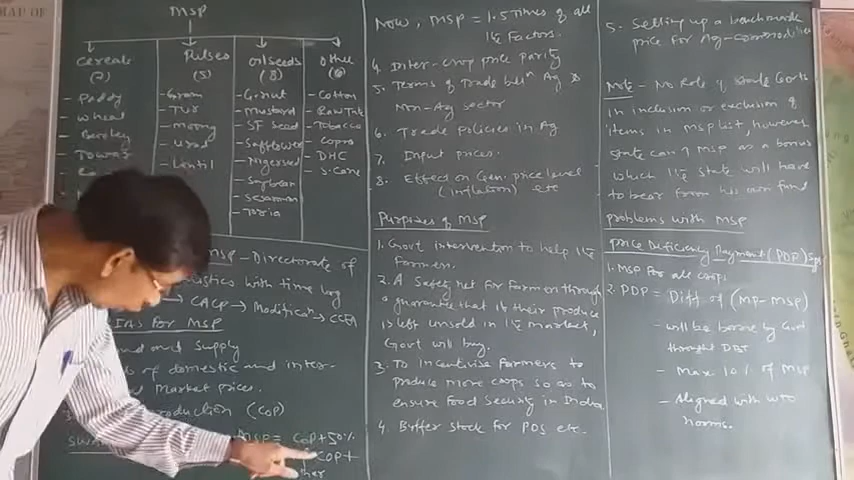 MAP OF
MSP
cereals
(7)
- Paddy
- Wheat
- Barley
- Jowar
Pulses
(5)
- Gram
- Tur
- moong
- urad
- Lentil
oil seeds
(8)
- G.nut
- Mustard
- SF seed
- Safflower
- Nigerseed
- Soybean
- Sesamum
- Toria
other
(6)
- Cotton
- Raw Jute
- Tobacco
- Copra
- DHC
- S.Cane
MSP - Directorate of
with time lag
→ CACP → Modification → CCEA
for MSP
and supply
of domestic and inter-
Market prices.
(COP)
MSP = COP + 50%
COP +
Now, MSP = 1.5 times of all
the Factors.
4. Inter-crop price parity
5. Terms of Trade betn Ag &
Non-Ag sector
6. Trade policies in Ag
7. Input prices.
8. Effect on Gen. price level
(inflation) etc
Purposes of MSP
1. Govt intervention to help the
Farmers.
2. A safety net for farmers through
a guarantee that if their produce
is left unsold in the market,
Govt will buy.
3. To incentivise farmers to
produce more crops so as to
ensure food security in India
4. Buffer stock for PDS etc.
5. Setting up a benchmark
price for Ag-commodities
Note - No Role of State Govts
in inclusion or exclusion of
items in MSP list, however
state can MSP as a bonus
which the state will have
to bear from his own fund
problems with MSP
price Deficiency Payment (PDP) Sys
1. MSP for all crop.
2. PDP = Diff of (MP-MSP)
- will be borne by Govt
through DBT
- Max 10% of MSP
- Aligned with WTO
norms.